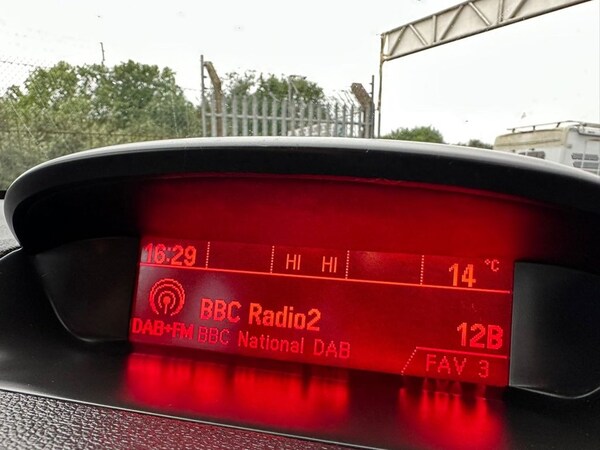 16:29 HI HI 14 °C
BBC Radio2
12B
DAB+FM BBC National DAB
FAV 3